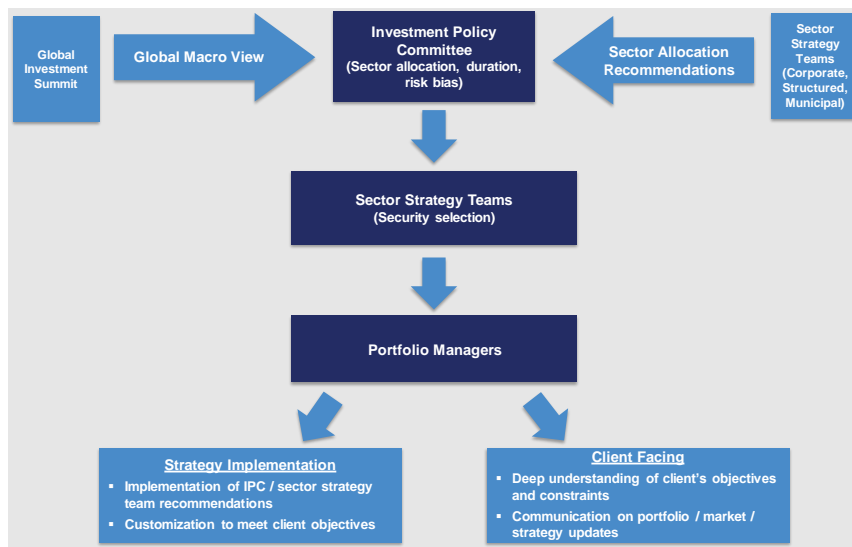 Global
Investment
Summit
Global Macro View
Investment Policy
Committee
(Sector allocation, duration,
risk bias)
Sector Allocation
Recommendations
Sector
Strategy
Teams
(Corporate,
Structured,
Municipal)
Sector Strategy Teams
(Security selection)
Portfolio Managers
Strategy Implementation
▪ Implementation of IPC / sector strategy
team recommendations
▪ Customization to meet client objectives
Client Facing
▪ Deep understanding of client's objectives
and constraints
▪ Communication on portfolio / market /
strategy updates